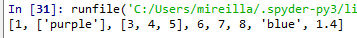 In [31]: runfile('C:/Users/mireilla/.spyder-py3/li
[1, ['purple'], [3, 4, 5], 6, 7, 8, 'blue', 1.4]